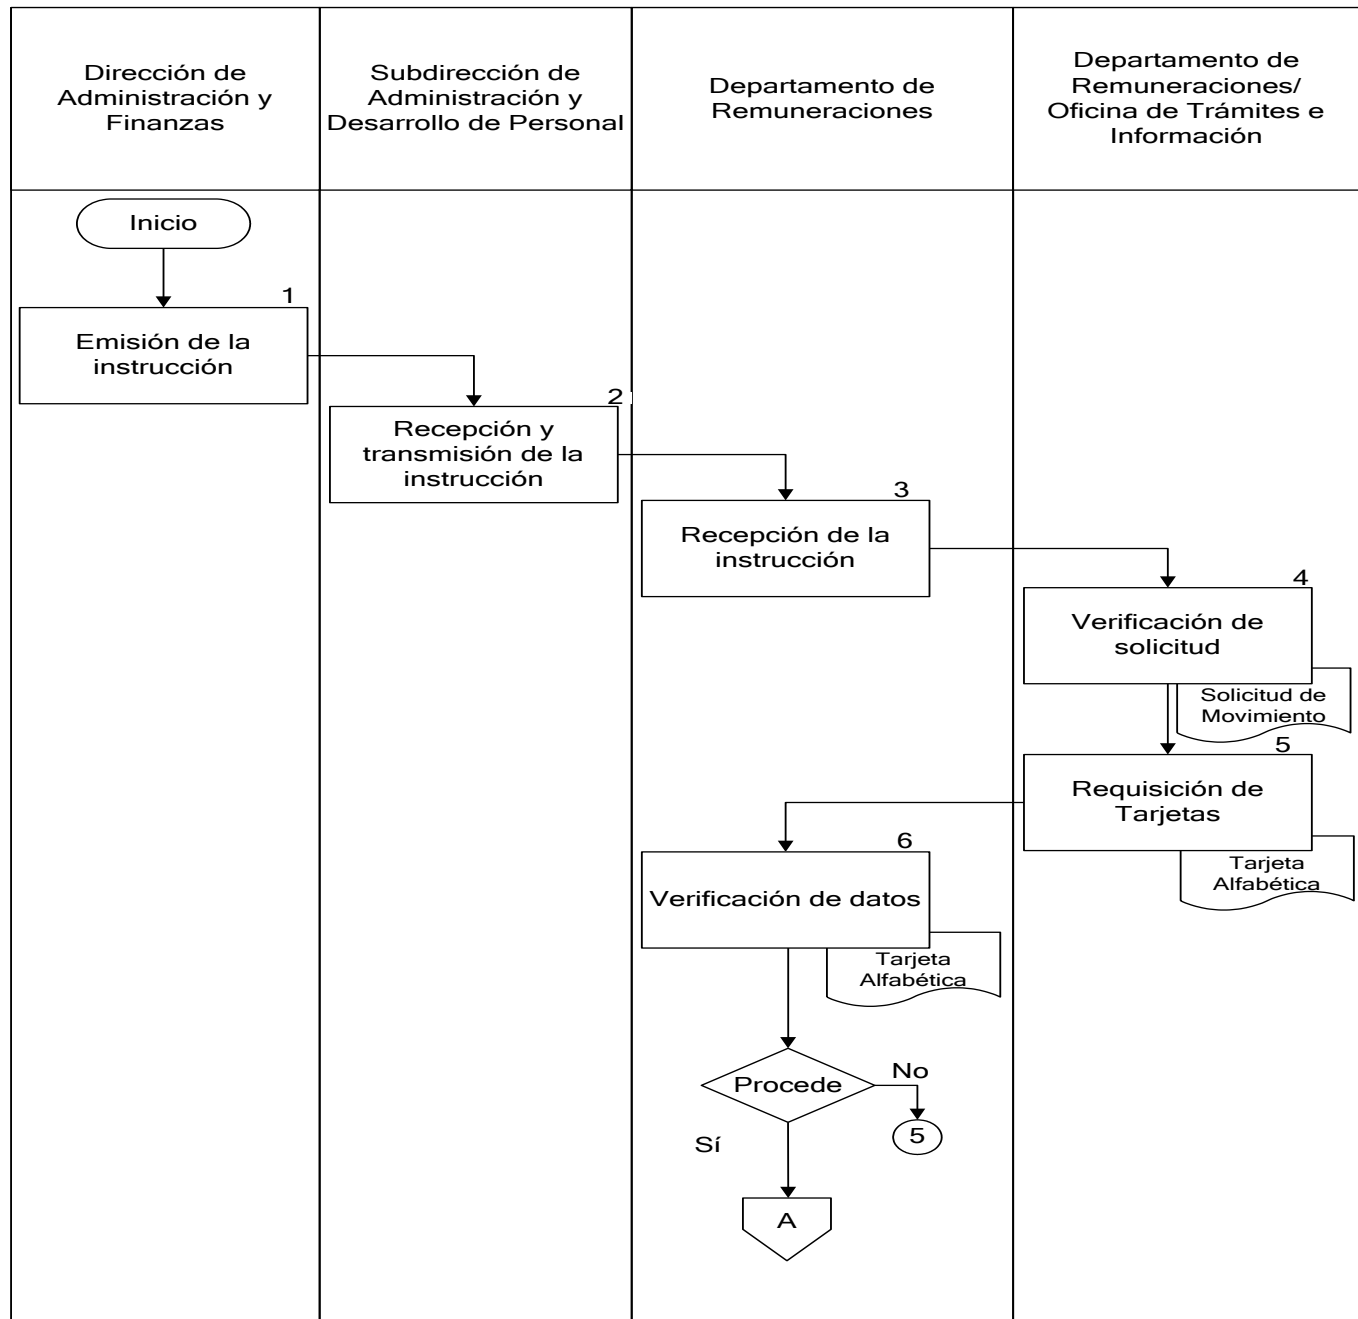 Dirección de
Administración y
Finanzas
Subdirección de
Administración y
Desarrollo de Personal
Departamento de
Remuneraciones
Departamento de
Remuneraciones/
Oficina de Trámites e
Información
Inicio
1
Emisión de la
instrucción
2
Recepción y
transmisión de la
instrucción
3
Recepción de la
instrucción
4
Verificación de
solicitud
Solicitud de
Movimiento
5
Requisición de
Tarjetas
Tarjeta
Alfabética
6
Verificación de datos
Tarjeta
Alfabética
Procede
No
5
Sí
A